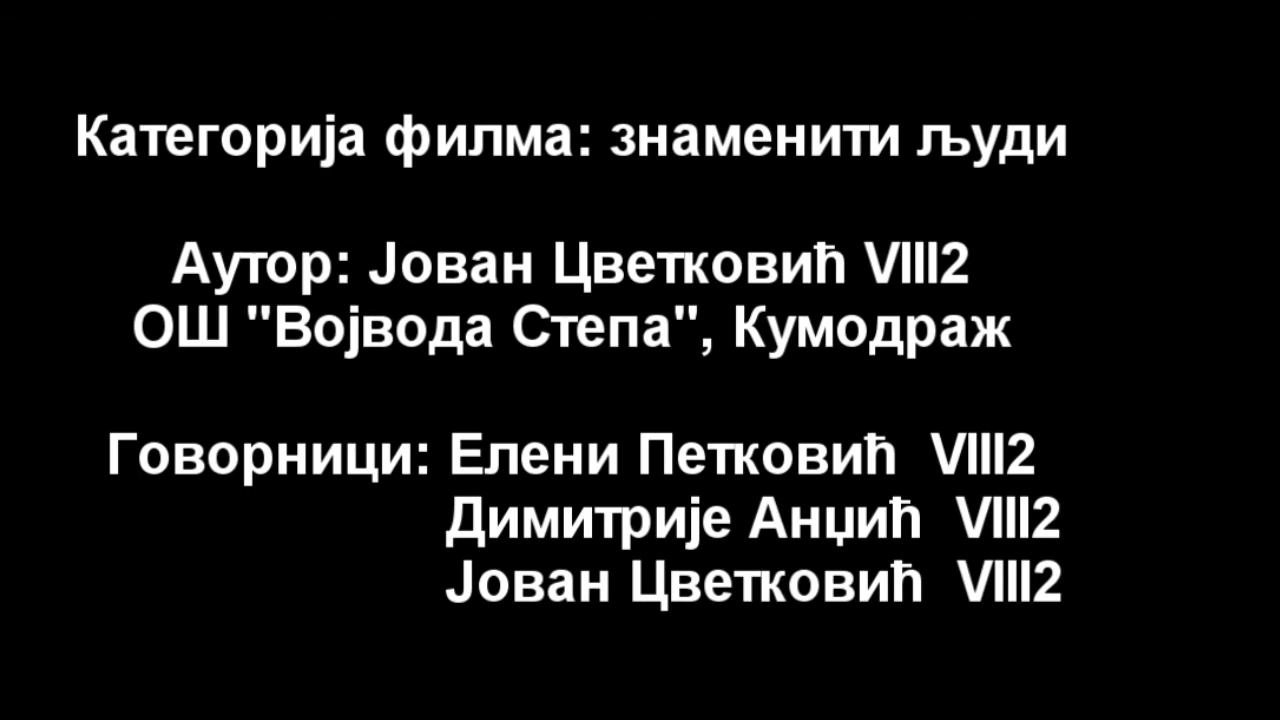 Категорија филма: знаменити људи
Аутор: Јован Цветковић VIII2
ОШ "Војвода Степа", Кумодраж
Говорници: Елени Петковић VIII2
Димитрије Анџић VIII2
Јован Цветковић VIII2